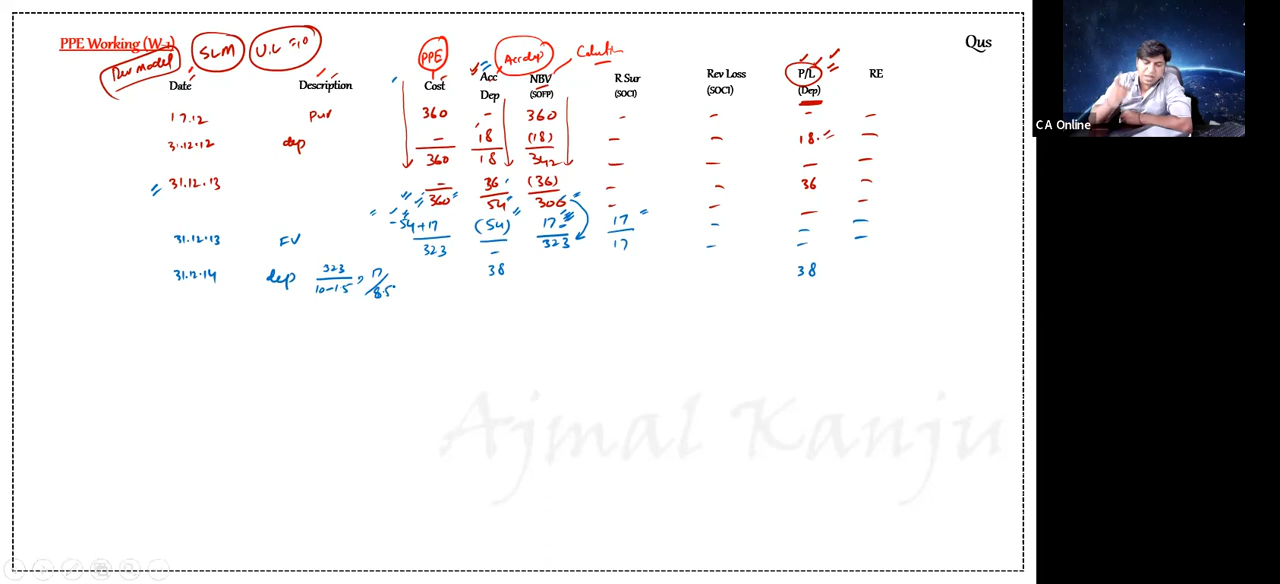 PPE Working (W-1)
SLM
U.L = 10
Rev model
PPE
Acc dep
Qus
Date
Description
Cost
Acc Dep
NBV (SOFP)
R Sur (SOCI)
Rev Loss (SOCI)
P/L (Dep)
RE
1.7.12 pur 360 - 360 - - - -
31.12.12 dep - 18 (18) - - 18 -
360 18 342 - - - -
31.12.13 - 36 (36) - - 36 -
360 54 306 - - - -
31.12.13 FV -54+17 (54) 17 17 - - -
323 - 323 17 - - -
31.12.14 dep 323 / 10-1.5 38 38
8.5
Ajmal Kanju
C A Online